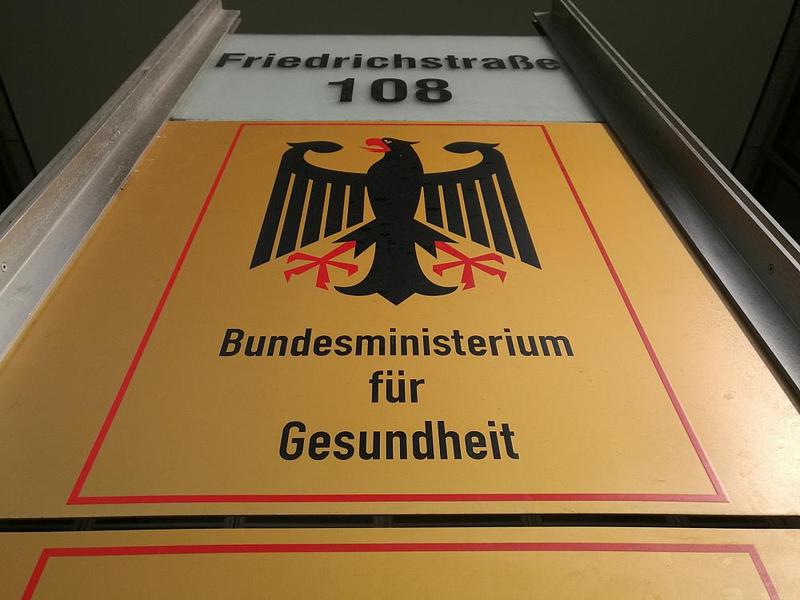 Friedrichstraße
108
Bundesministerium
für
Gesundheit